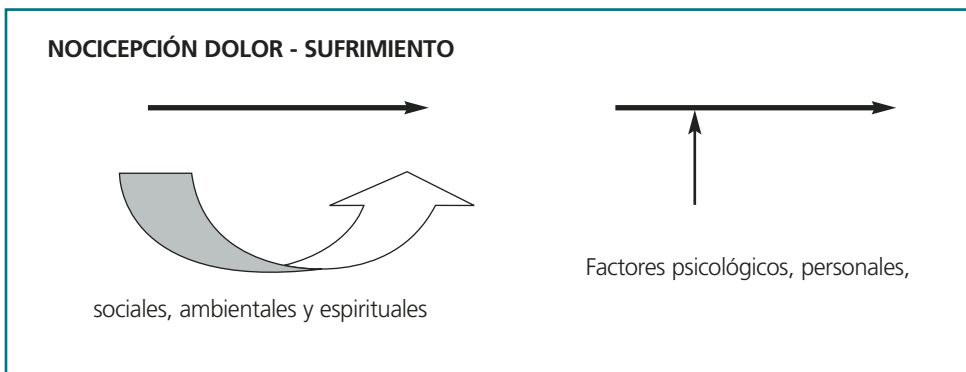 NOCICEPCIÓN DOLOR - SUFRIMIENTO
Factores psicológicos, personales,
sociales, ambientales y espirituales